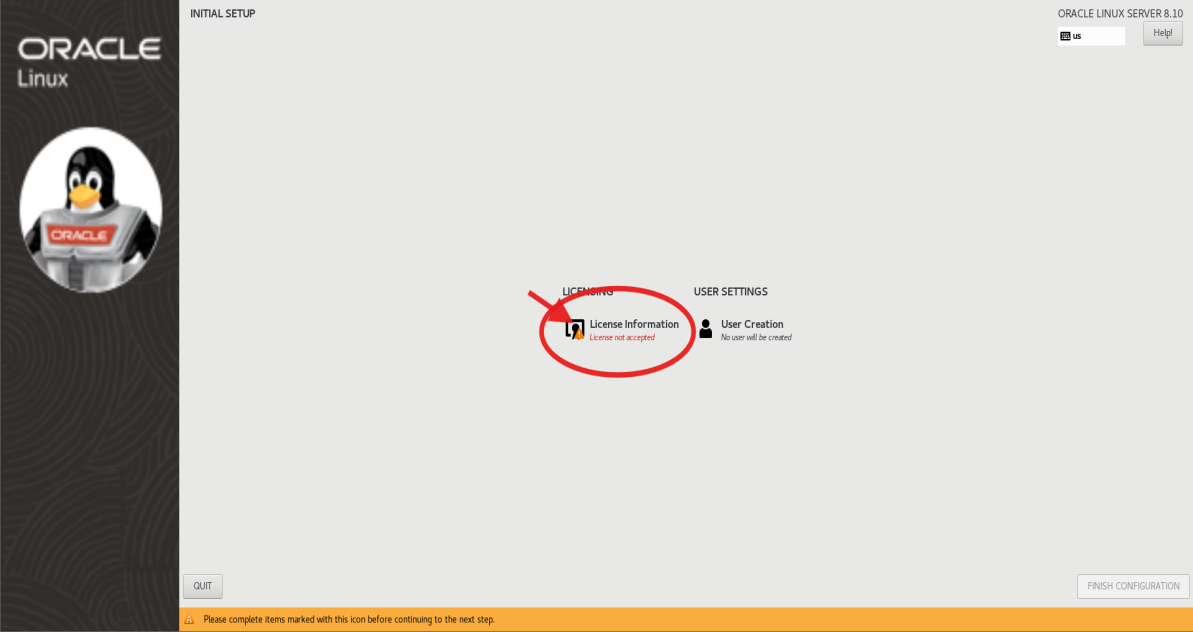 ORACLE
Linux
ORACLE
INITIAL SETUP
ORACLE LINUX SERVER 8.10
us
Help!
LICENSING
USER SETTINGS
License Information
License not accepted
User Creation
No user will be created
QUIT
FINISH CONFIGURATION
Please complete items marked with this icon before continuing to the next step.